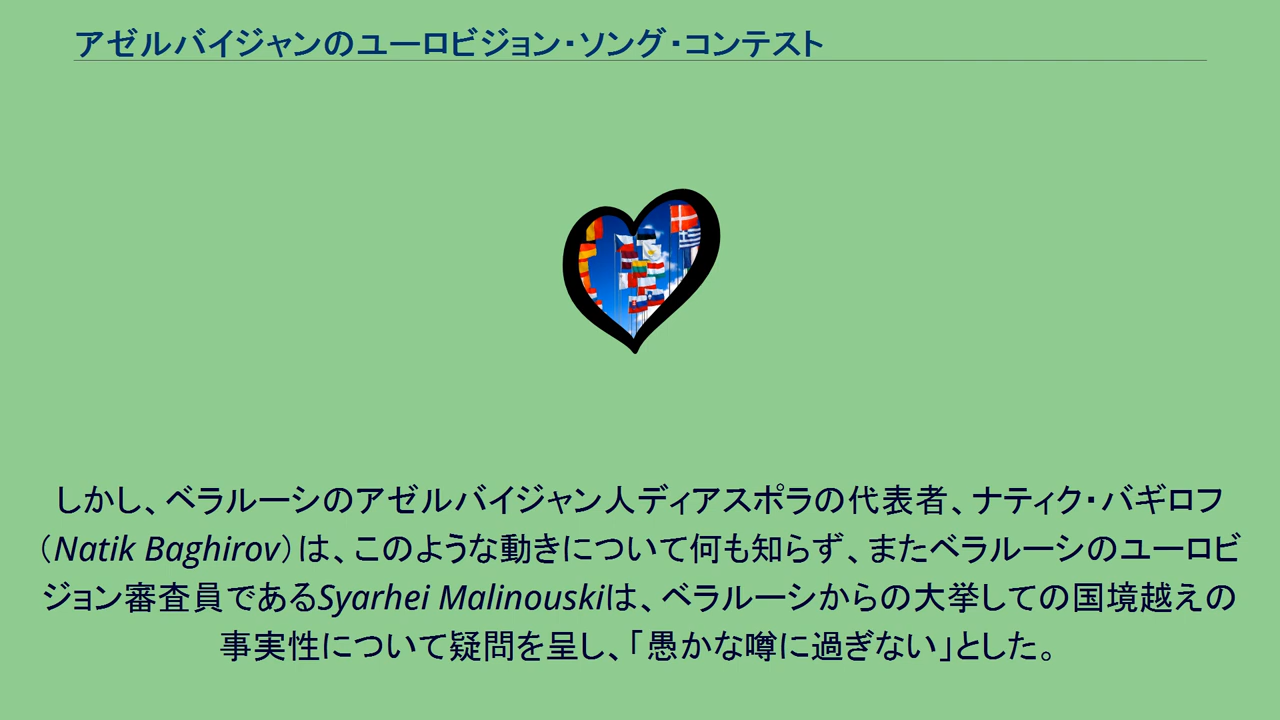 アゼルバイジャンのユーロビジョン・ソング・コンテスト
しかし、ベラルーシのアゼルバイジャン人ディアスポラの代表者、ナティク・バギロフ
（Natik Baghirov）は、このような動きについて何も知らず、またベラルーシのユーロビ
ジョン審査員であるSyarhei Malinouskiは、ベラルーシからの大挙しての国境越えの
事実性について疑問を呈し、「愚かな噂に過ぎない」とした。